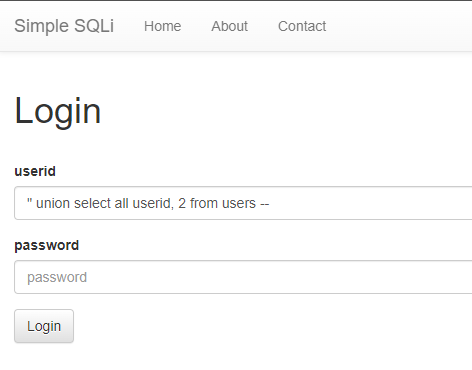 Simple SQLi Home About Contact
Login
userid
" union select all userid, 2 from users --
password
password
Login